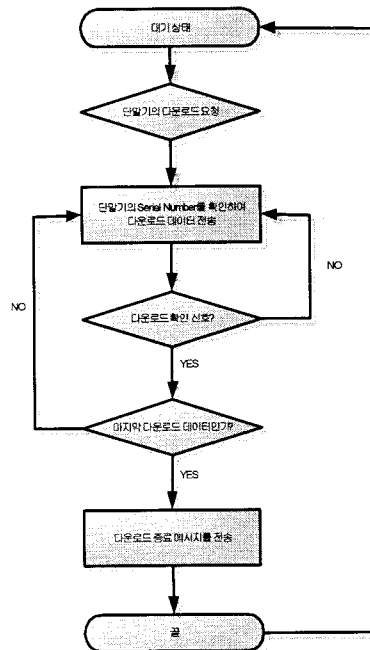 대기 상태
단말기의 다운로드 요청
단말기의 Serial Number를 확인하여
다운로드 데이터 전송
NO
NO
다운로드 확인 신호?
YES
마지막 다운로드 데이터인가?
YES
다운로드 종료 메시지를 전송
끝